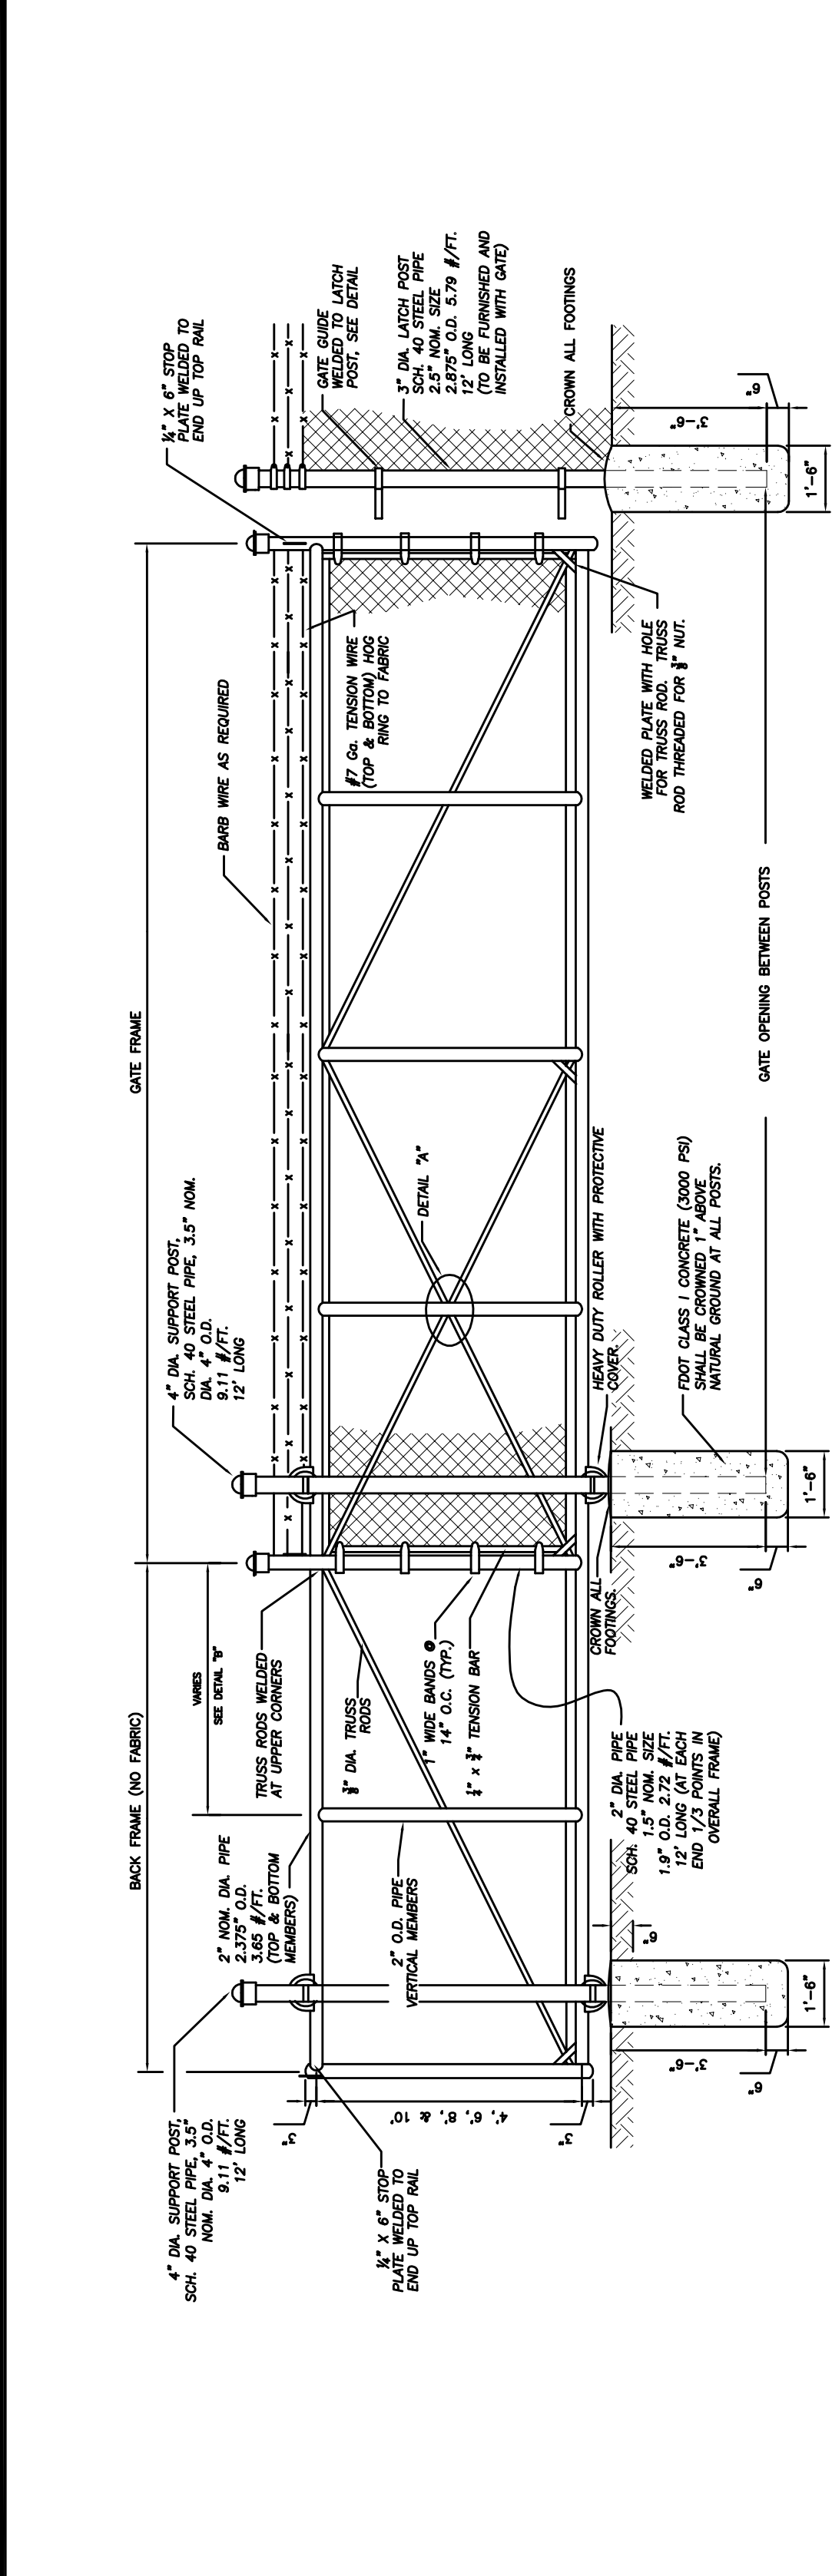 BACK FRAME (NO FABRIC)
GATE FRAME
4" DIA. SUPPORT POST,
SCH. 40 STEEL PIPE, 3.5"
NOM. DIA. 4" O.D.
9.11 #/FT.
12' LONG
2" NOM. DIA. PIPE
2.375" O.D.
3.65 #/FT.
(TOP & BOTTOM
MEMBERS)
VARIES
SEE DETAIL "B"
TRUSS RODS WELDED
AT UPPER CORNERS
4" DIA. SUPPORT POST,
SCH. 40 STEEL PIPE, 3.5" NOM.
DIA. 4" O.D.
9.11 #/FT.
12' LONG
BARB WIRE AS REQUIRED
¼" X 6" STOP
PLATE WELDED TO
END UP TOP RAIL
GATE GUIDE
WELDED TO LATCH
POST, SEE DETAIL
3" DIA. LATCH POST
SCH. 40 STEEL PIPE
2.5" NOM. SIZE
2.875" O.D. 5.79 #/FT.
12' LONG
(TO BE FURNISHED AND
INSTALLED WITH GATE)
CROWN ALL FOOTINGS
#7 Ga. TENSION WIRE
(TOP & BOTTOM) HOG
RING TO FABRIC
DETAIL "A"
⅜" DIA. TRUSS
RODS
1" WIDE BANDS @
14" O.C. (TYP.)
¼" x ¾" TENSION BAR
2" O.D. PIPE
VERTICAL MEMBERS
3"
4', 6', 8', & 10'
3"
¼" X 6" STOP
PLATE WELDED TO
END UP TOP RAIL
2" DIA. PIPE
SCH. 40 STEEL PIPE
1.5" NOM. SIZE
1.9" O.D. 2.72 #/FT.
12' LONG (AT EACH
END 1/3 POINTS IN
OVERALL FRAME)
CROWN ALL
FOOTINGS.
HEAVY DUTY ROLLER WITH PROTECTIVE
COVER.
WELDED PLATE WITH HOLE
FOR TRUSS ROD. TRUSS
ROD THREADED FOR ⅜" NUT.
FDOT CLASS I CONCRETE (3000 PSI)
SHALL BE CROWNED 1" ABOVE
NATURAL GROUND AT ALL POSTS.
6"
3'-6"
6"
1'-6"
3'-6"
6"
1'-6"
GATE OPENING BETWEEN POSTS
3'-6"
6"
1'-6"